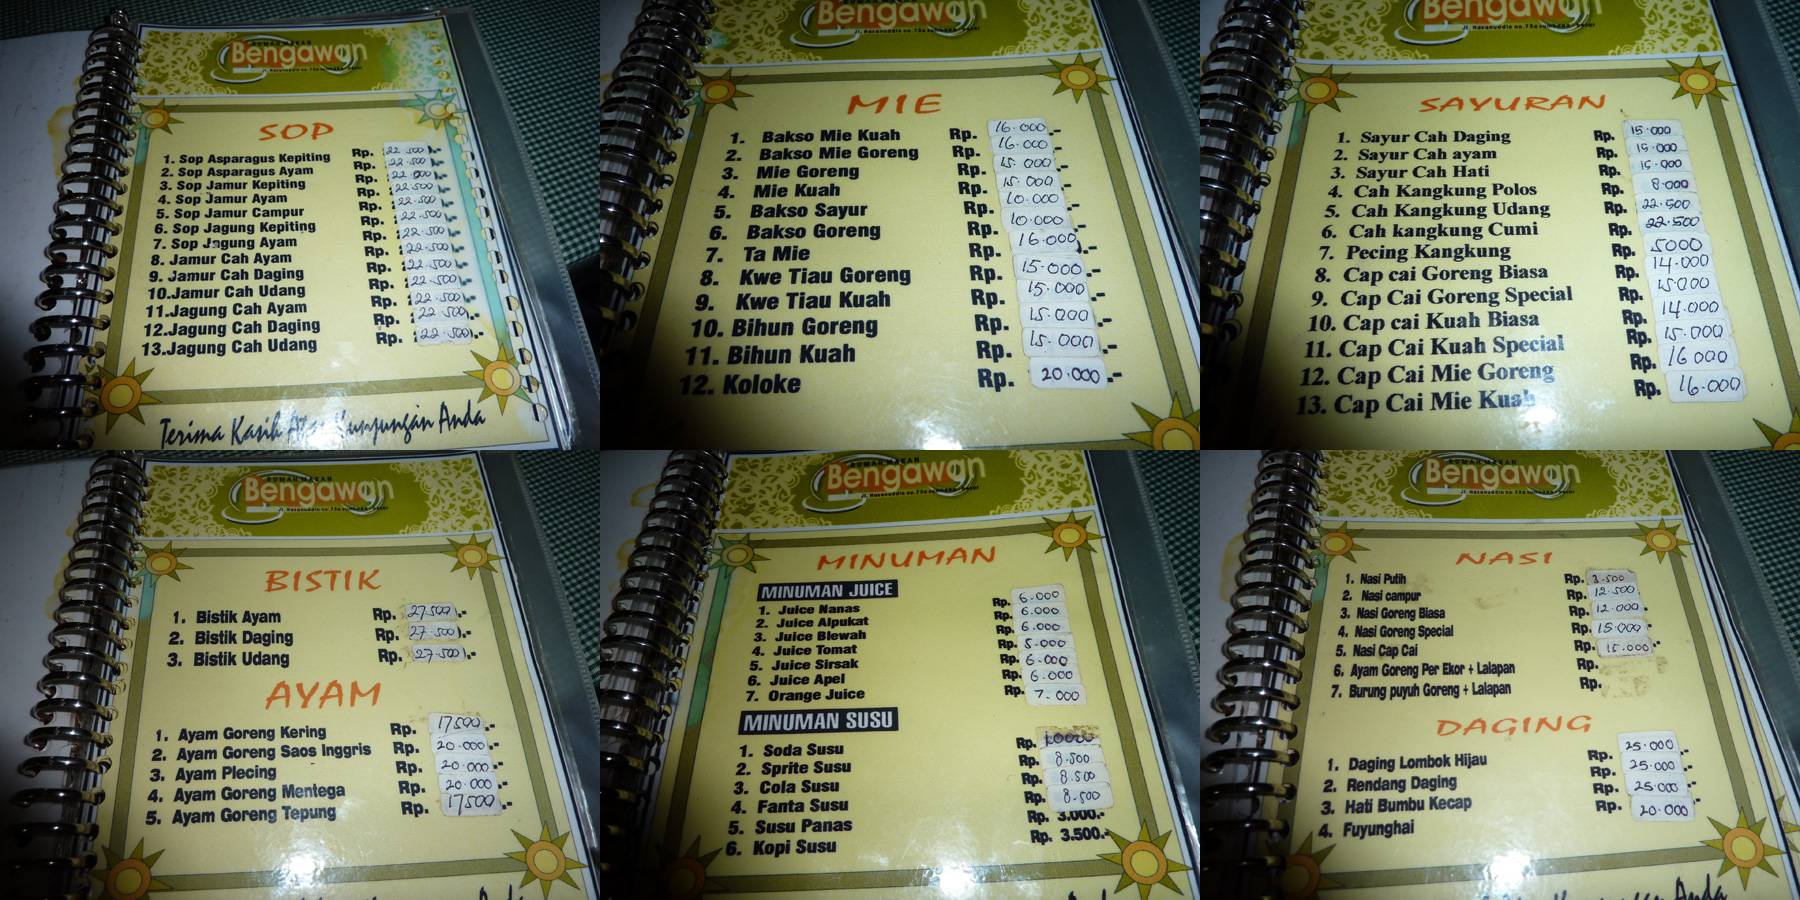 Bengawan
SOP
1. Sop Asparagus Kepiting Rp. 22.500,-
2. Sop Asparagus Ayam Rp. 22.500,-
3. Sop Jamur Kepiting Rp. 22.000,-
4. Sop Jamur Ayam Rp. 22.500,-
5. Sop Jamur Campur Rp. 22.500,-
6. Sop Jagung Kepiting Rp. 22.500,-
7. Sop Jagung Ayam Rp. 22.500,-
8. Jamur Cah Ayam Rp. 22.500,-
9. Jamur Cah Daging Rp. 22.500,-
10.Jamur Cah Udang Rp. 22.500,-
11.Jagung Cah Ayam Rp. 22.500,-
12.Jagung Cah Daging Rp. 22.500,-
13.Jagung Cah Udang Rp. 22.500,-
Terima Kasih Atas Kunjungan Anda
Bengawan
MIE
1. Bakso Mie Kuah Rp. 16.000,-
2. Bakso Mie Goreng Rp. 16.000
3. Mie Goreng Rp. 15.000
4. Mie Kuah Rp. 15.000
5. Bakso Sayur Rp. 10.000
6. Bakso Goreng Rp. 10.000
7. Ta Mie Rp. 16.000,-
8. Kwe Tiau Goreng Rp. 15.000,-
9. Kwe Tiau Kuah Rp. 15.000
10. Bihun Goreng Rp. 15.000,-
11. Bihun Kuah Rp. 15.000,-
12. Koloke Rp. 20.000,-
Bengawan
SAYURAN
1. Sayur Cah Daging Rp. 15.000
2. Sayur Cah ayam Rp. 15.000
3. Sayur Cah Hati Rp. 15.000
4. Cah Kangkung Polos Rp. 8.000
5. Cah Kangkung Udang Rp. 22.500
6. Cah kangkung Cumi Rp. 22.500
7. Pecing Kangkung Rp. 5000
8. Cap cai Goreng Biasa Rp. 14.000
9. Cap Cai Goreng Special Rp. 15.000
10. Cap cai Kuah Biasa Rp. 14.000
11. Cap Cai Kuah Special Rp. 15.000
12. Cap Cai Mie Goreng Rp. 16 000
13. Cap Cai Mie Kuah Rp. 16.000
RUMAH MAKAN
Bengawan
BISTIK
1. Bistik Ayam Rp. 27.500,-
2. Bistik Daging Rp. 27.500,-
3. Bistik Udang Rp. 27.500,-
AYAM
1. Ayam Goreng Kering Rp. 17500,-
2. Ayam Goreng Saos Inggris Rp. 20.000,-
3. Ayam Plecing Rp. 20.000,-
4. Ayam Goreng Mentega Rp. 20.000,-
5. Ayam Goreng Tepung Rp. 17500,-
Bengawan
MINUMAN
MINUMAN JUICE
1. Juice Nanas Rp. 6.000
2. Juice Alpukat Rp. 6.000
3. Juice Blewah Rp. 6.000
4. Juice Tomat Rp. 5.000
5. Juice Sirsak Rp. 6.000
6. Juice Apel Rp. 6.000
7. Orange Juice Rp. 7.000
MINUMAN SUSU
1. Soda Susu Rp. 10000
2. Sprite Susu Rp. 8.500
3. Cola Susu Rp. 8.500
4. Fanta Susu Rp. 8.500
5. Susu Panas Rp. 3.000.-
6. Kopi Susu Rp. 3.500.-
Bengawan
NASI
1. Nasi Putih Rp. 3.500
2. Nasi campur Rp. 12.500
3. Nasi Goreng Biasa Rp. 12.000
4. Nasi Goreng Special Rp. 15.000
5. Nasi Cap Cai Rp. 15.000
6. Ayam Goreng Per Ekor + Lalapan Rp.
7. Burung puyuh Goreng + Lalapan Rp.
DAGING
1. Daging Lombok Hijau Rp. 25.000
2. Rendang Daging Rp. 25.000
3. Hati Bumbu Kecap Rp. 25.000
4. Fuyunghai Rp. 20.000